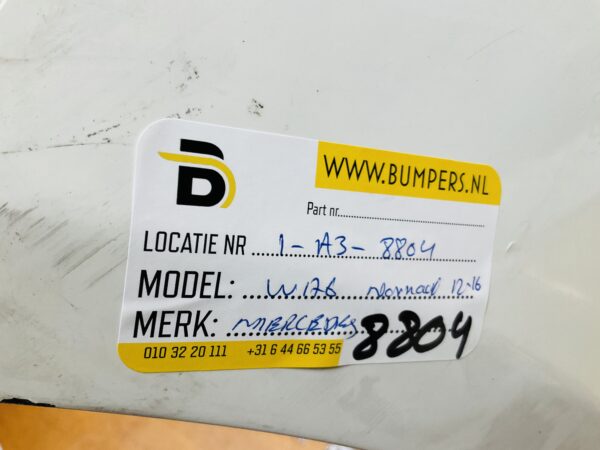 B
WWW.BUMPERS.NL
Part nr.
LOCATIE NR 1-A3-8804
MODEL: W176 Normaal 12-16
MERK: MERCEDES
8804
010 32 20 111 +31 6 44 66 53 55